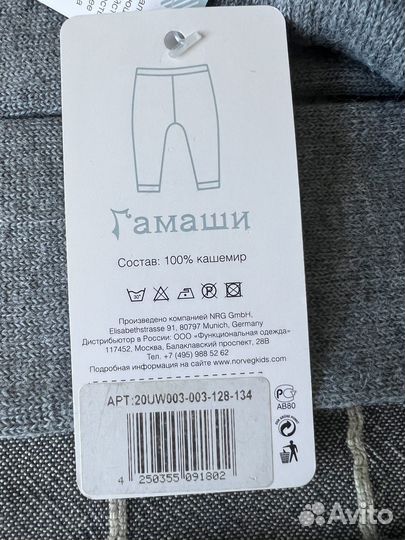 Гамаши
Состав: 100% кашемир
30°
Произведено компанией NRG GmbH,
Elisabethstrasse 91, 80797 Munich, Germany
Дистрибьютор в России: ООО «Функциональная одежда»
117452, Москва, Балаклавский проспект, 28В
Тел. +7 (495) 988 52 62
Подробная информация на сайте www.norvegkids.com
АРТ:20UW003-003-128-134
АВ80
4 250355 091802
Avito